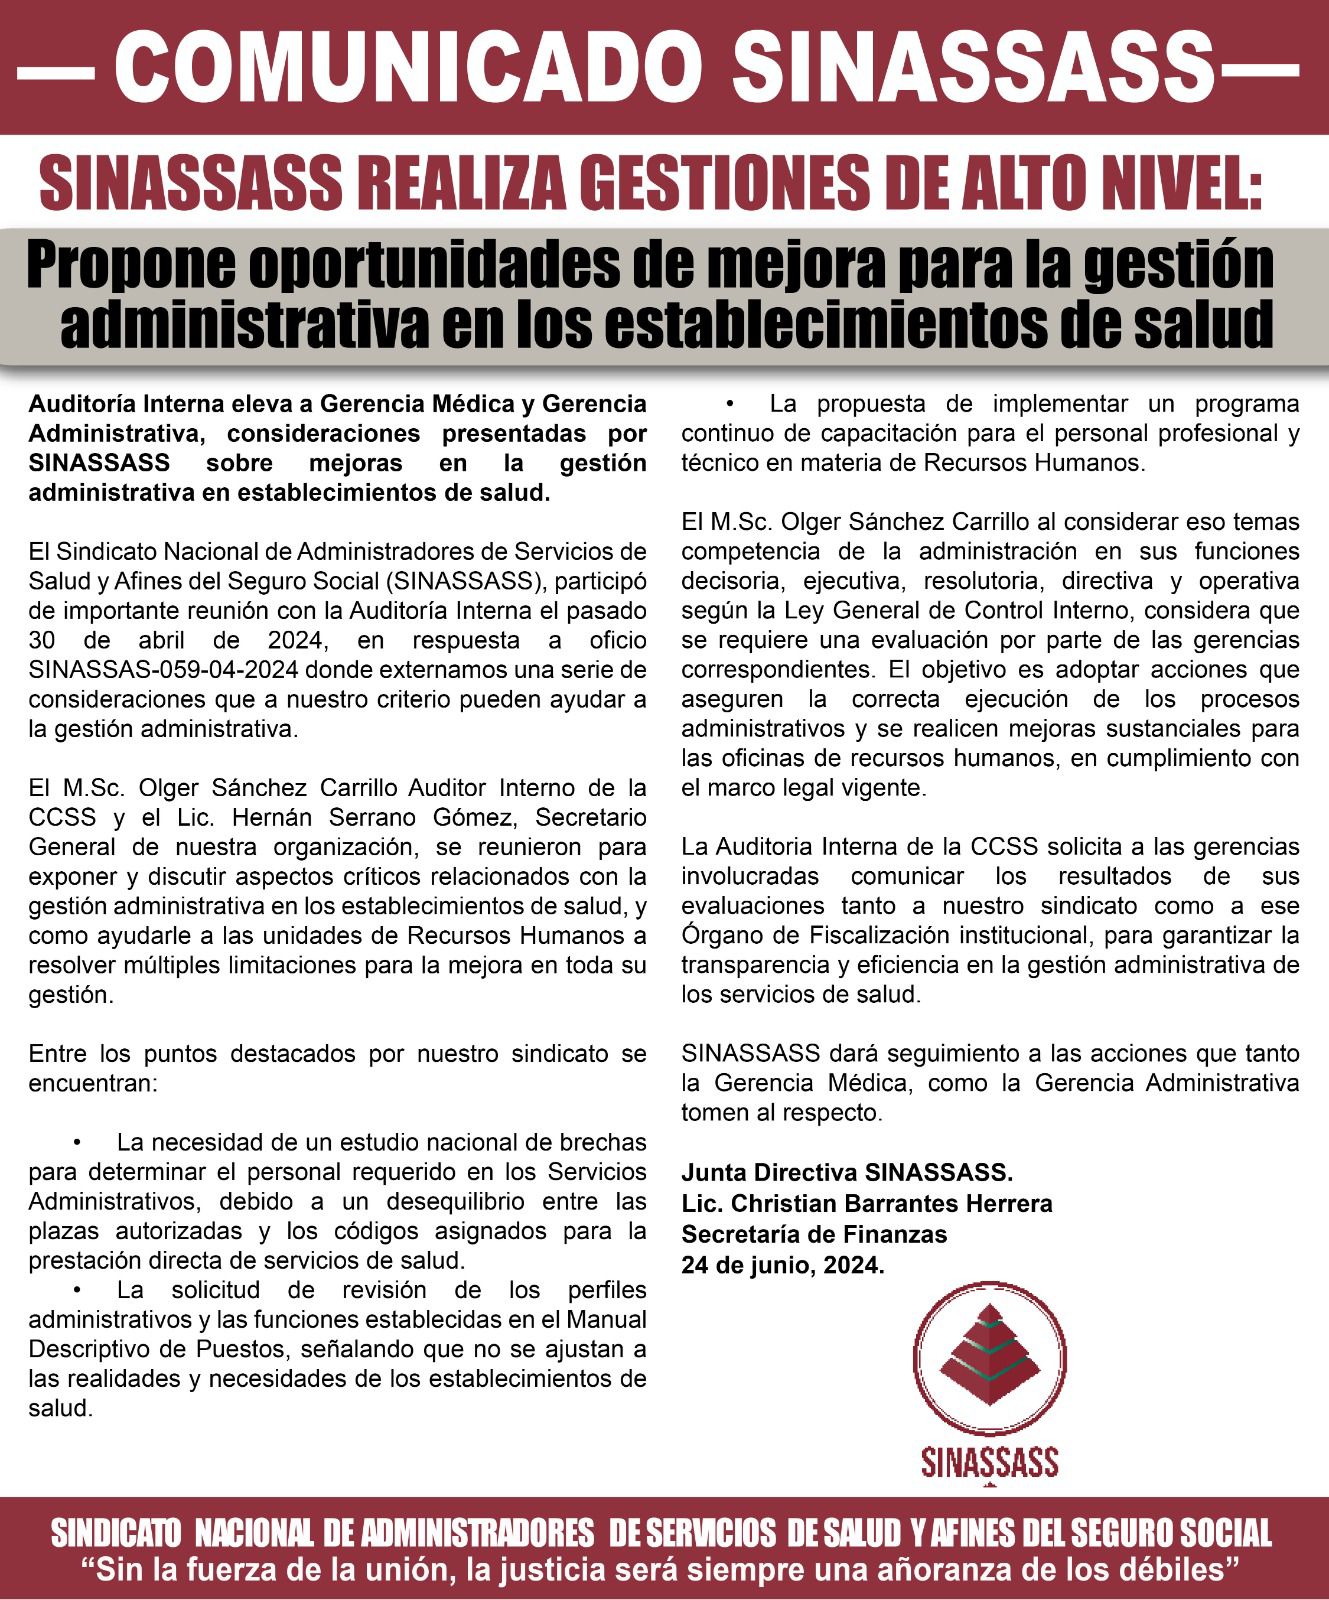 — COMUNICADO SINASSASS—
SINASSASS REALIZA GESTIONES DE ALTO NIVEL:
Propone oportunidades de mejora para la gestión
administrativa en los establecimientos de salud
Auditoría Interna eleva a Gerencia Médica y Gerencia
Administrativa, consideraciones presentadas por
SINASSASS sobre mejoras en la gestión
administrativa en establecimientos de salud.
El Sindicato Nacional de Administradores de Servicios de
Salud y Afines del Seguro Social (SINASSASS), participó
de importante reunión con la Auditoría Interna el pasado
30 de abril de 2024, en respuesta a oficio
SINASSAS-059-04-2024 donde externamos una serie de
consideraciones que a nuestro criterio pueden ayudar a
la gestión administrativa.
El M.Sc. Olger Sánchez Carrillo Auditor Interno de la
CCSS y el Lic. Hernán Serrano Gómez, Secretario
General de nuestra organización, se reunieron para
exponer y discutir aspectos críticos relacionados con la
gestión administrativa en los establecimientos de salud, y
como ayudarle a las unidades de Recursos Humanos a
resolver múltiples limitaciones para la mejora en toda su
gestión.
Entre los puntos destacados por nuestro sindicato se
encuentran:
• La necesidad de un estudio nacional de brechas
para determinar el personal requerido en los Servicios
Administrativos, debido a un desequilibrio entre las
plazas autorizadas y los códigos asignados para la
prestación directa de servicios de salud.
• La solicitud de revisión de los perfiles
administrativos y las funciones establecidas en el Manual
Descriptivo de Puestos, señalando que no se ajustan a
las realidades y necesidades de los establecimientos de
salud.
• La propuesta de implementar un programa
continuo de capacitación para el personal profesional y
técnico en materia de Recursos Humanos.
El M.Sc. Olger Sánchez Carrillo al considerar eso temas
competencia de la administración en sus funciones
decisoria, ejecutiva, resolutoria, directiva y operativa
según la Ley General de Control Interno, considera que
se requiere una evaluación por parte de las gerencias
correspondientes. El objetivo es adoptar acciones que
aseguren la correcta ejecución de los procesos
administrativos y se realicen mejoras sustanciales para
las oficinas de recursos humanos, en cumplimiento con
el marco legal vigente.
La Auditoria Interna de la CCSS solicita a las gerencias
involucradas comunicar los resultados de sus
evaluaciones tanto a nuestro sindicato como a ese
Órgano de Fiscalización institucional, para garantizar la
transparencia y eficiencia en la gestión administrativa de
los servicios de salud.
SINASSASS dará seguimiento a las acciones que tanto
la Gerencia Médica, como la Gerencia Administrativa
tomen al respecto.
Junta Directiva SINASSASS.
Lic. Christian Barrantes Herrera
Secretaría de Finanzas
24 de junio, 2024.
SINASSASS
SINDICATO NACIONAL DE ADMINISTRADORES DE SERVICIOS DE SALUD Y AFINES DEL SEGURO SOCIAL
“Sin la fuerza de la unión, la justicia será siempre una añoranza de los débiles”